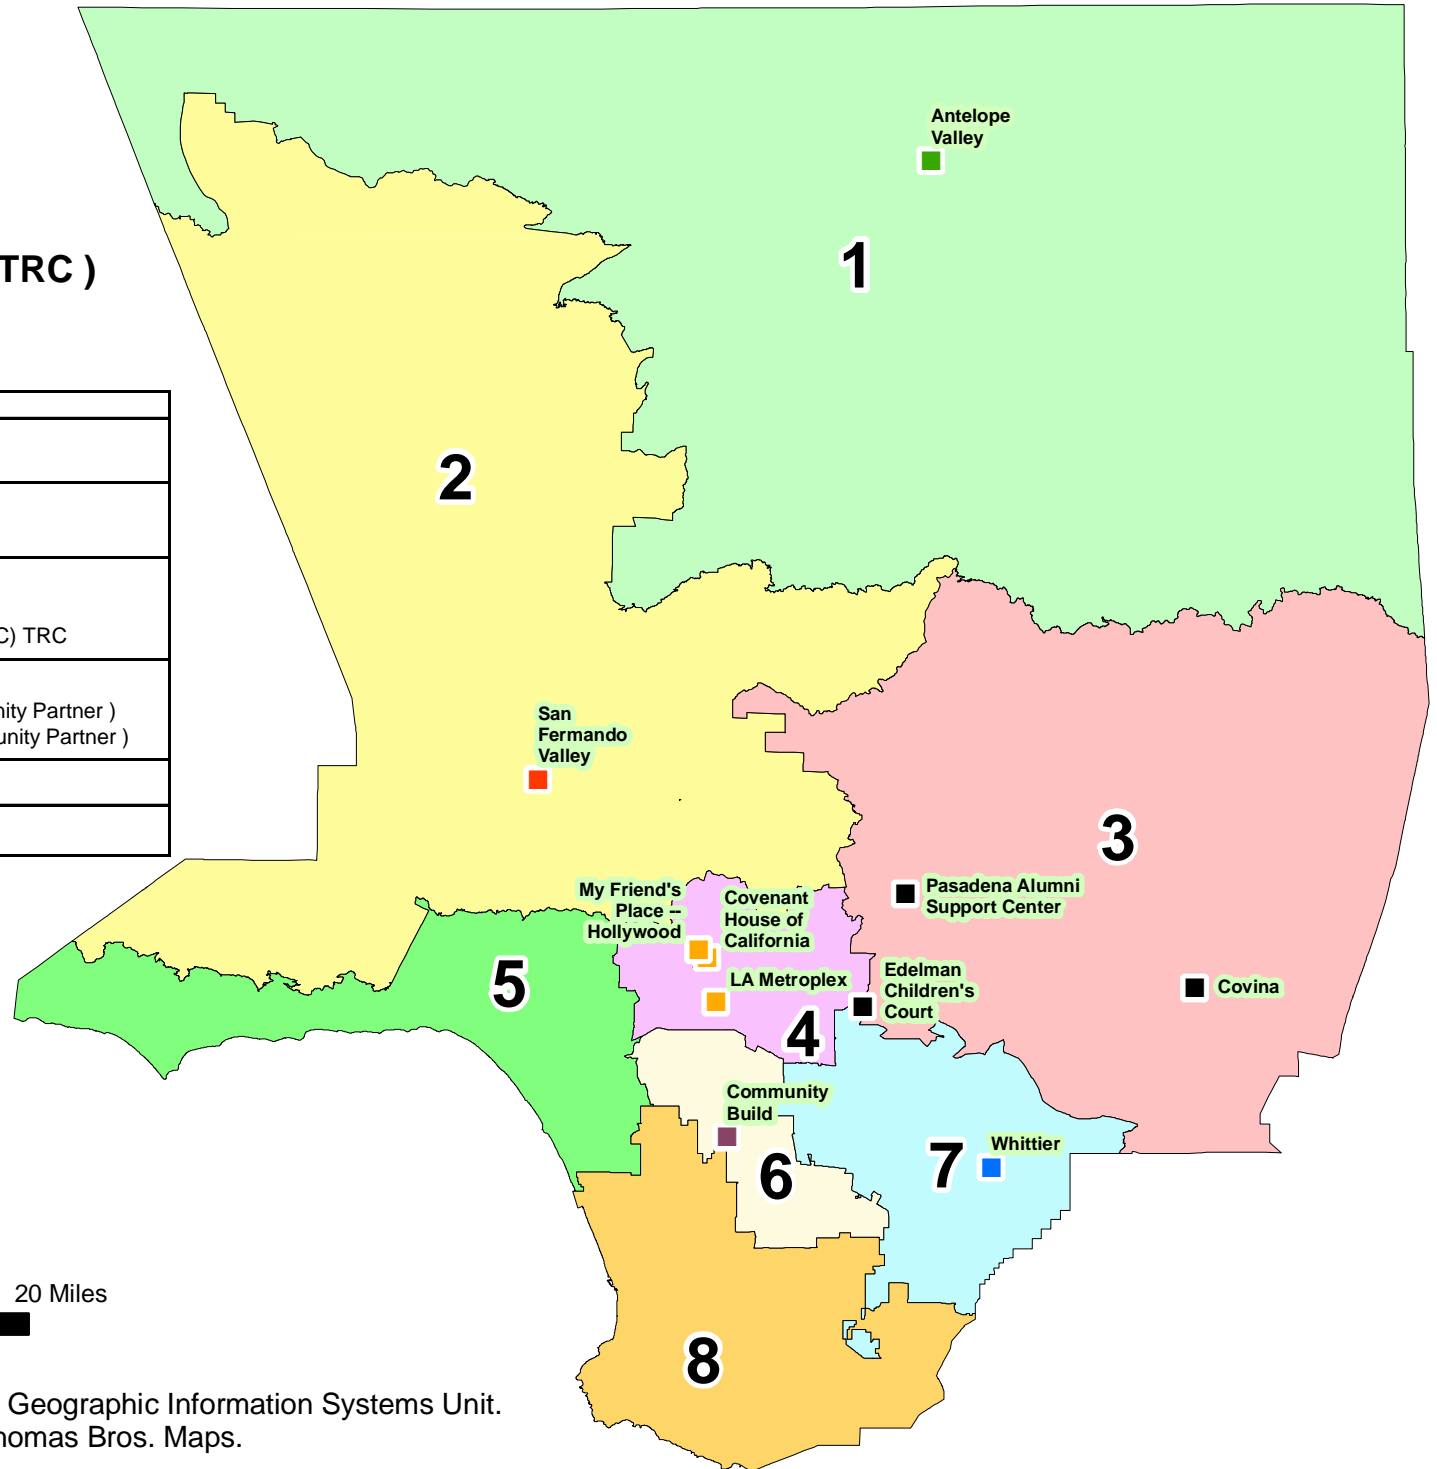 Antelope
Valley
1
TRC )
2
C) TRC
nity Partner )
unity Partner )
San
Fermando
Valley
3
My Friend's
Place –
Hollywood
Covenant
House of
California
Pasadena Alumni
Support Center
LA Metroplex
Edelman
Children's
Court
Covina
5
4
Community
Build
Whittier
6
7
20 Miles
8
Geographic Information Systems Unit.
homas Bros. Maps.